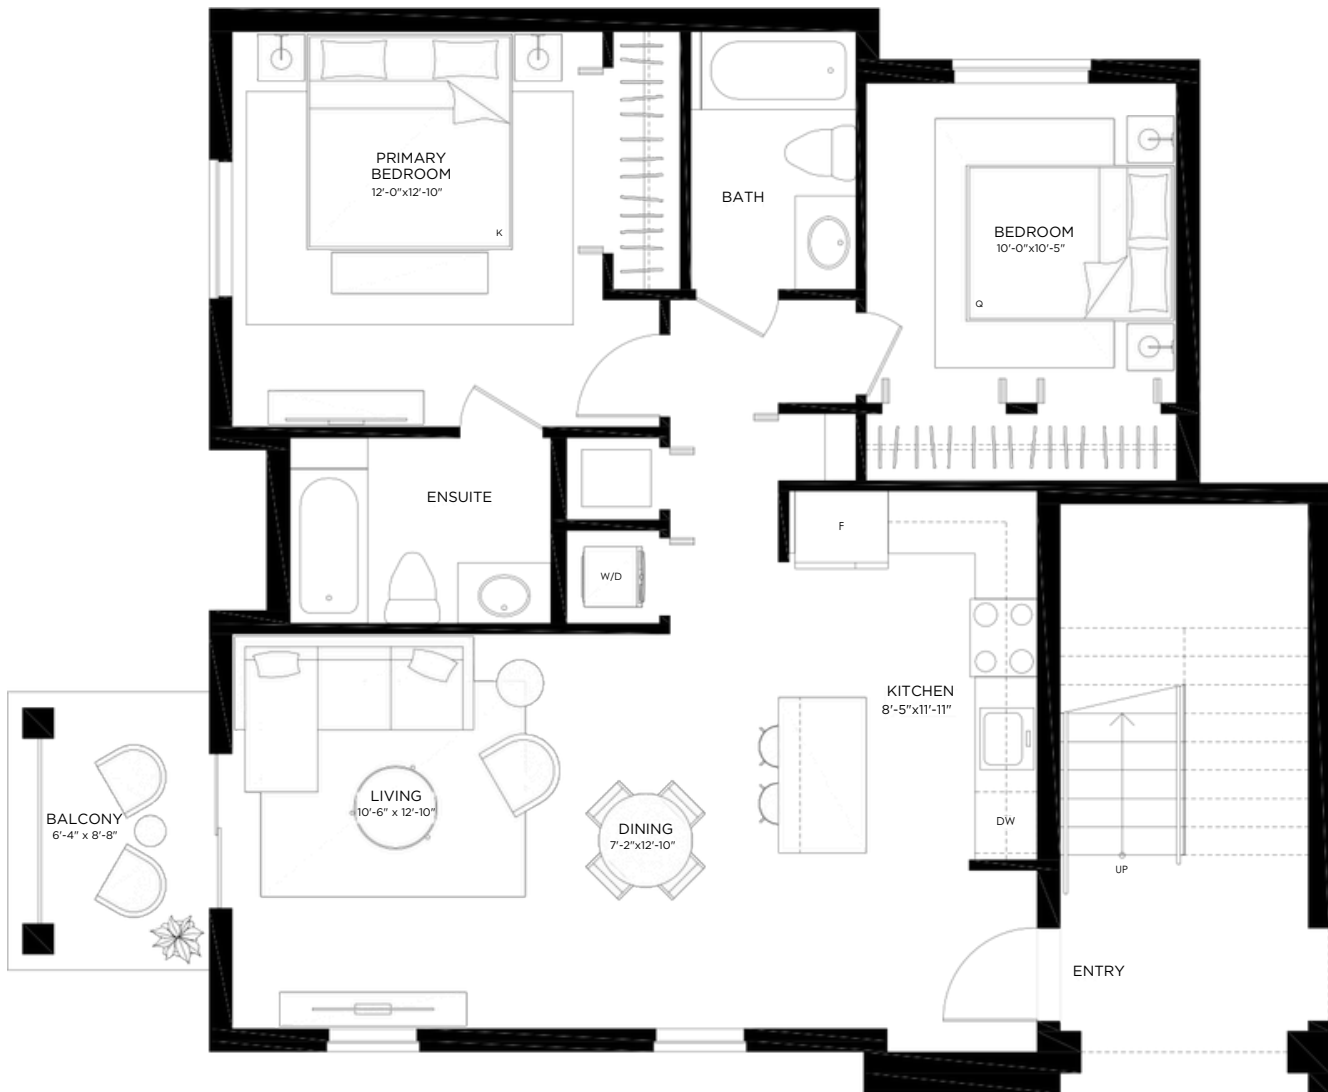 PRIMARY
BEDROOM
12'-0"x12'-10"
K
BATH
BEDROOM
10'-0"x10'-5"
Q
ENSUITE
W/D
F
KITCHEN
8'-5"x11'-11"
LIVING
10'-6" x 12'-10"
DINING
7'-2"x12'-10"
BALCONY
6'-4" x 8'-8"
DW
UP
ENTRY